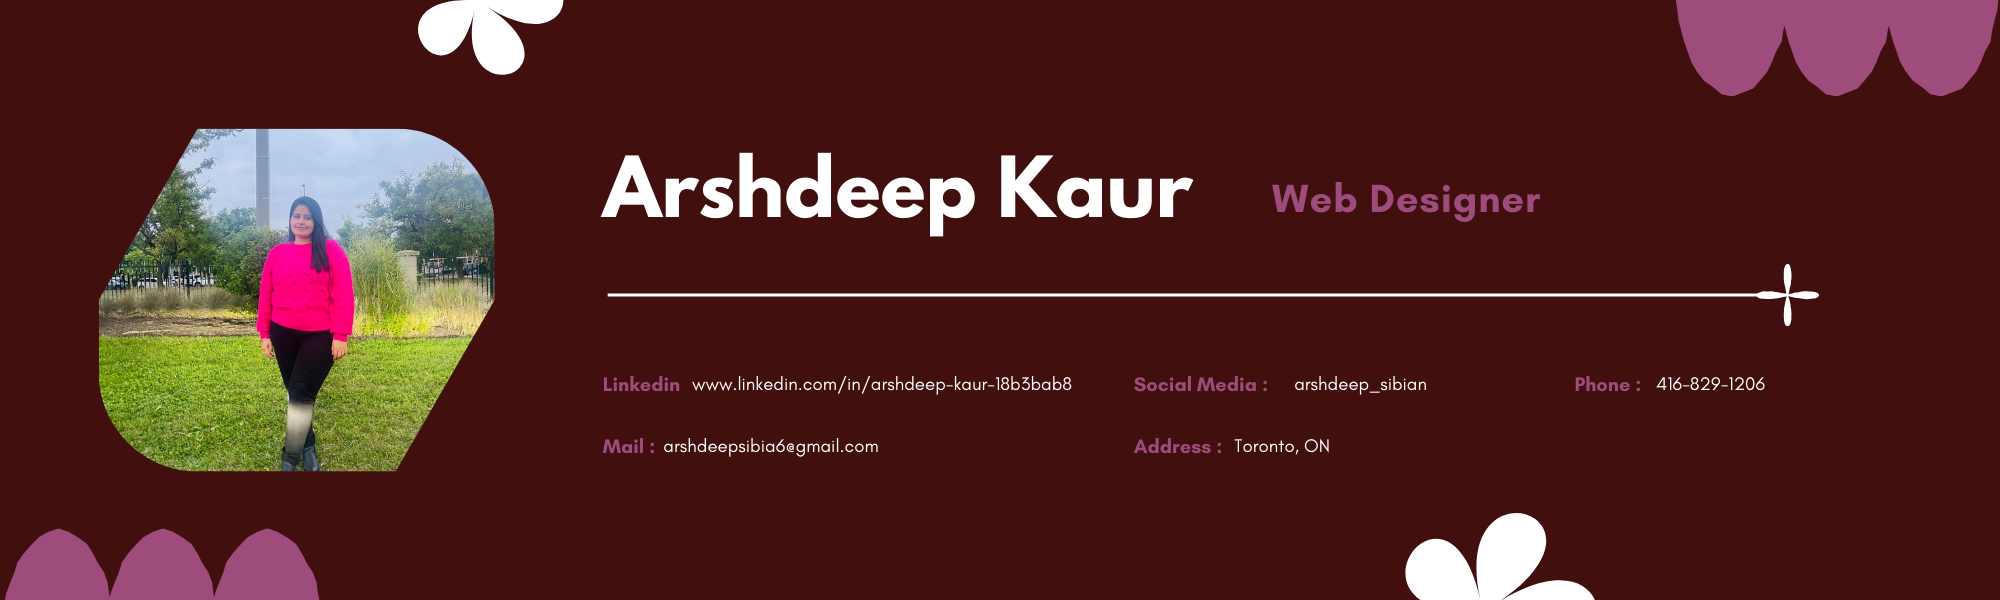 Arshdeep Kaur Web Designer
Linkedin www.linkedin.com/in/arshdeep-kaur-18b3bab8 Social Media : arshdeep_sibian Phone : 416-829-1206
Mail : arshdeepsibia6@gmail.com Address : Toronto, ON